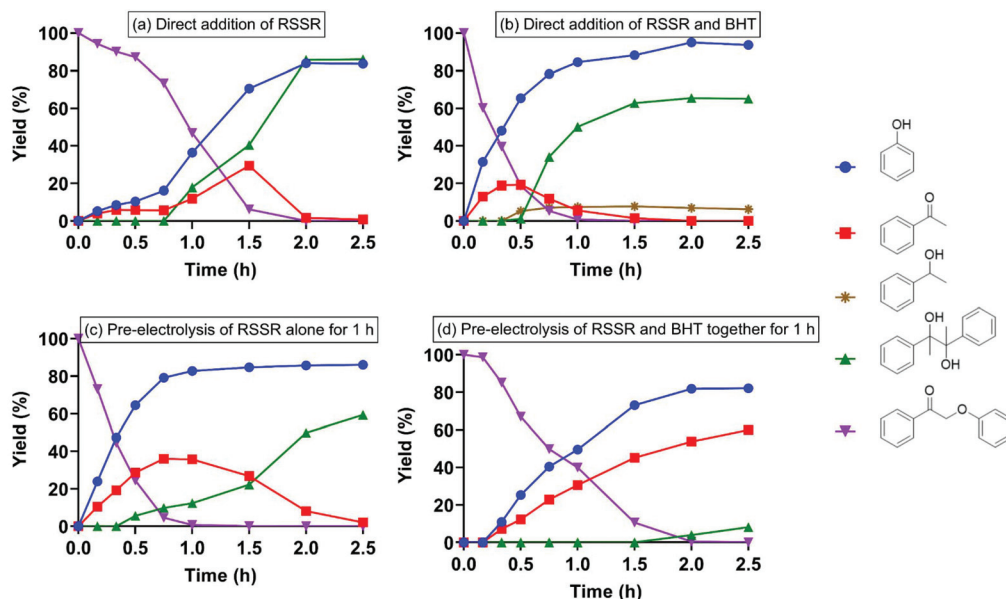 (a) Direct addition of RSSR
Yield (%)
100
80
60
40
20
0
0.0 0.5 1.0 1.5 2.0 2.5
Time (h)
(b) Direct addition of RSSR and BHT
Yield (%)
100
80
60
40
20
0
0.0 0.5 1.0 1.5 2.0 2.5
Time (h)
(c) Pre-electrolysis of RSSR alone for 1 h
Yield (%)
100
80
60
40
20
0
0.0 0.5 1.0 1.5 2.0 2.5
Time (h)
(d) Pre-electrolysis of RSSR and BHT together for 1 h
Yield (%)
100
80
60
40
20
0
0.0 0.5 1.0 1.5 2.0 2.5
Time (h)
OH
O
OH
HO
OH
O
O